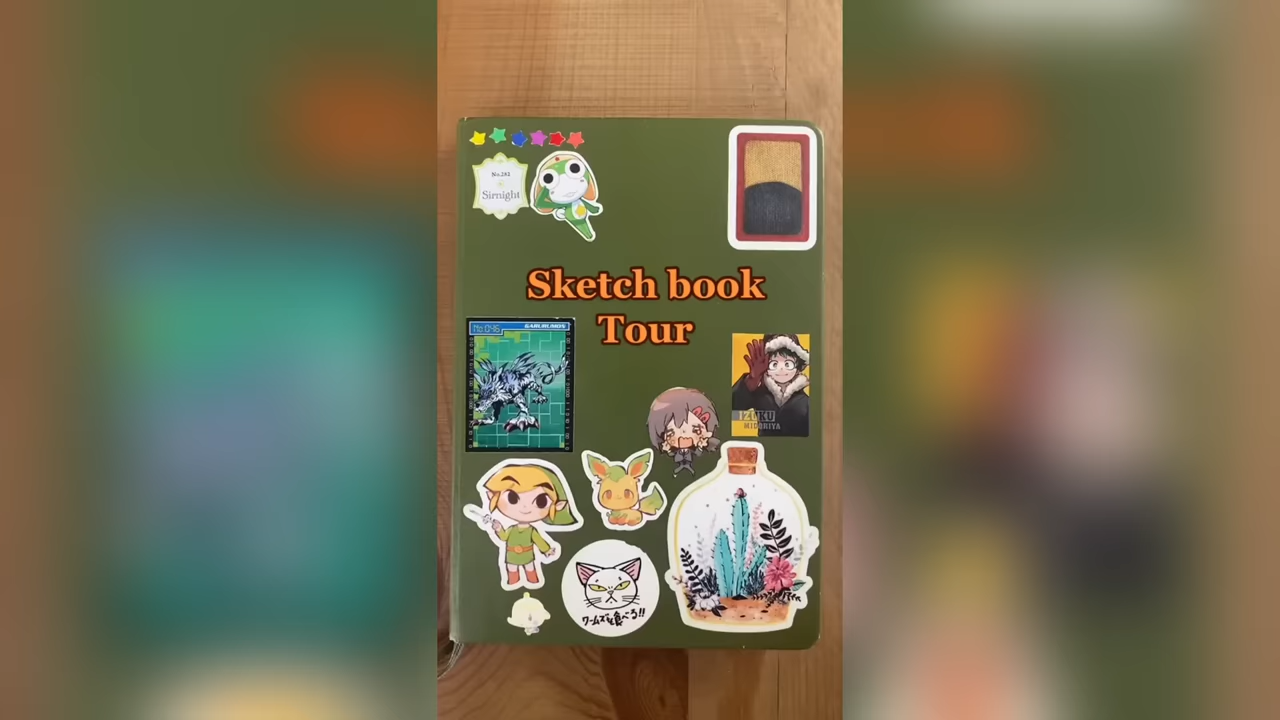 No.282
Sirnight
Sketch book
Tour
No 046
GARURUMON
IZUKU
MIDORIYA
ワームズを食べろ!!